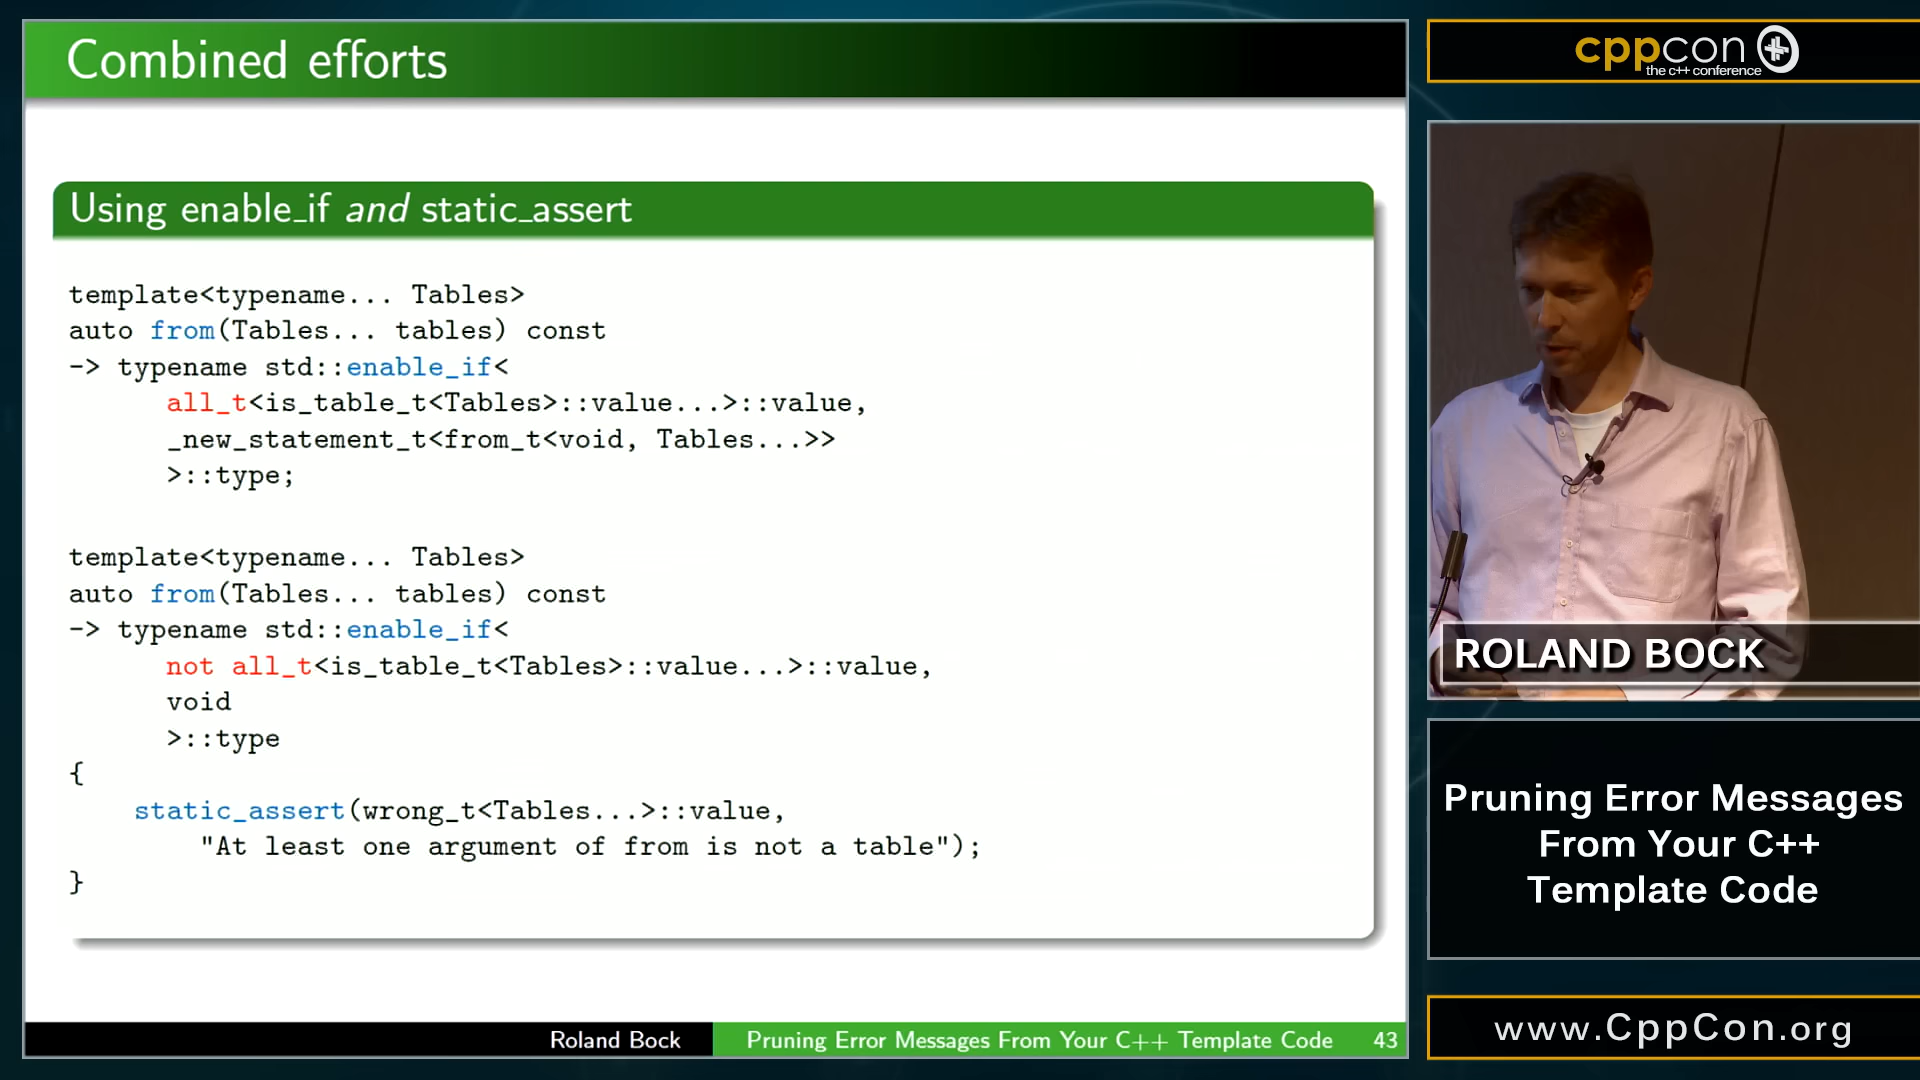 Combined efforts
Using enable_if and static_assert
template<typename... Tables>
auto from(Tables... tables) const
-> typename std::enable_if<
      all_t<is_table_t<Tables>::value...>::value,
      _new_statement_t<from_t<void, Tables...>>
      >::type;
template<typename... Tables>
auto from(Tables... tables) const
-> typename std::enable_if<
      not all_t<is_table_t<Tables>::value...>::value,
      void
      >::type
{
    static_assert(wrong_t<Tables...>::value,
        "At least one argument of from is not a table");
}
Roland Bock
Pruning Error Messages From Your C++ Template Code
43
cppcon
the c++ conference
ROLAND BOCK
Pruning Error Messages
From Your C++
Template Code
www.CppCon.org